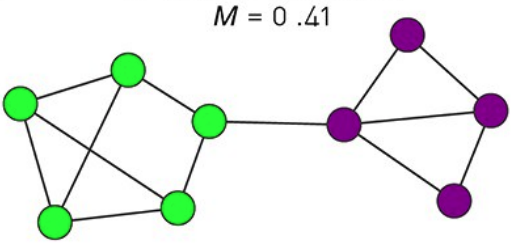 M = 0 .41